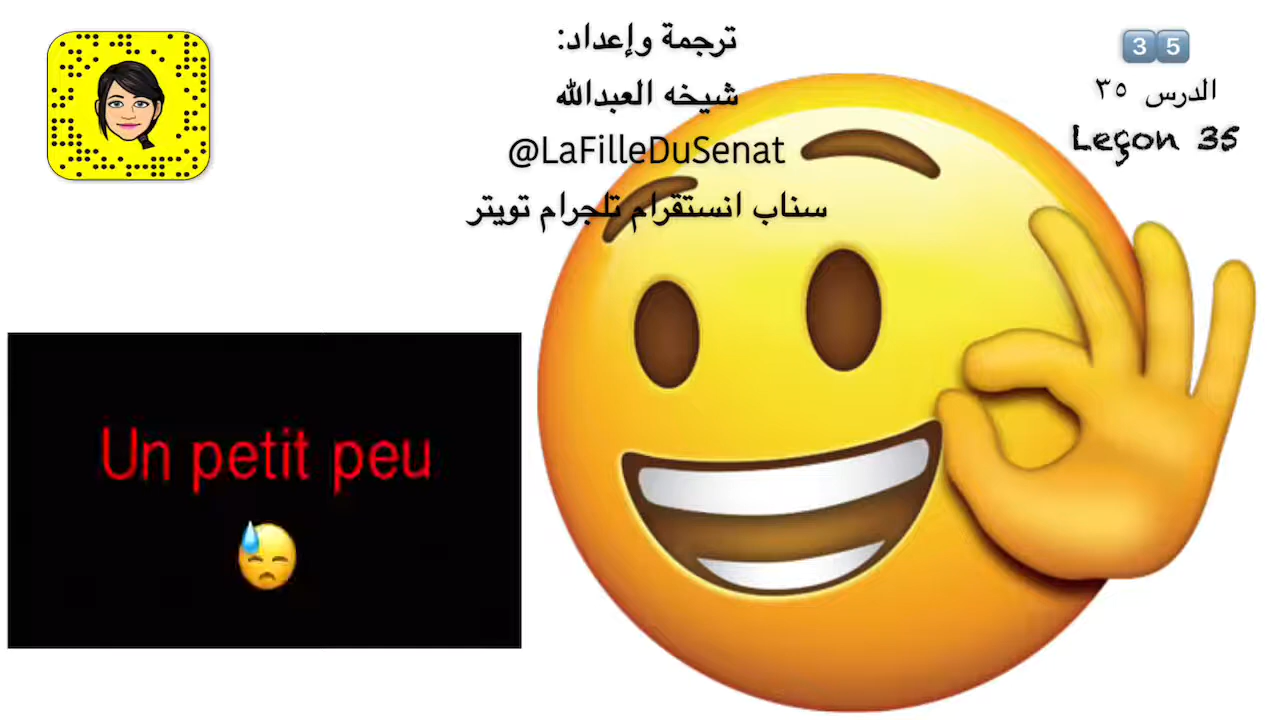 ترجمة وإعداد:
شيخه العبدالله
@LaFilleDuSenat
سناب انستقرام تلجرام تويتر
35
الدرس ٣٥
Leçon 35
Un petit peu